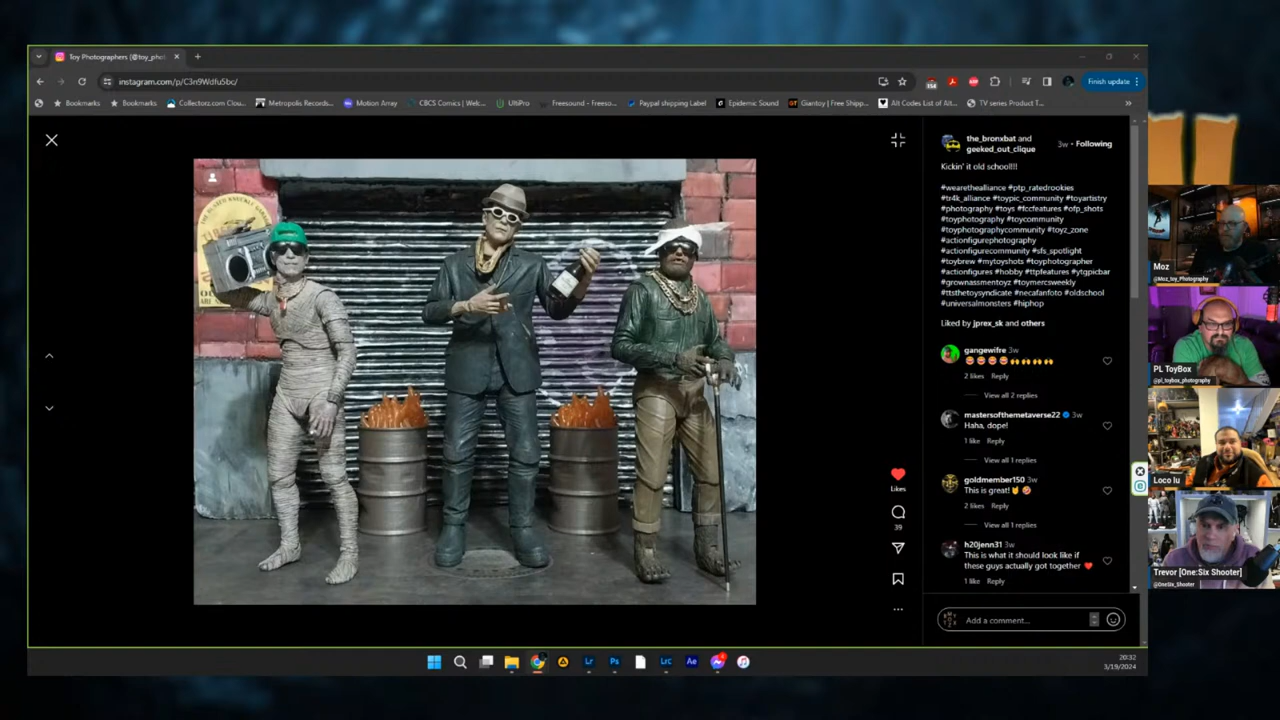 Toy Photographers (@toy_phot
instagram.com/p/C3n9Wdfu5bc/
Finish update
Bookmarks
Bookmarks
Collectorz.com Clou...
Metropolis Records...
Motion Array
CBCS Comics | Welc...
UltiPro
Freesound - Freeso...
Paypal shipping Label
Epidemic Sound
Giantoy | Free Shipp...
Alt Codes List of Alt...
TV series Product T...
the_bronxbat and
geeked_out_clique
3w • Following
Kickin' it old school!!!
#wearethealliance #ptp_ratedrookies
#tr4k_alliance #toypic_community #toyartistry
#photography #toyt #fccfeatures #ofp_shots
#toyphotography #toycommunity
#toyphotographycommunity #toyz_zone
#actionfigurephotography
#actionfigurecommunity #sfs_spotlight
#toybrew #mytoyshots #toyphotographer
#actionfigures #hobby #ttpfeatures #ytgpicbar
#grownassmentoyz #toymercsweekly
#ttsthetoysyndicate #necafanfoto #oldschool
#universalmonsters #hiphop
Liked by jprex_sk and others
gangewifre 3w
2 likes Reply
View all 2 replies
mastersofthemetaverse22 3w
Haha, dope!
1 like Reply
View all 1 replies
goldmember150 3w
This is great!
2 likes Reply
View all 1 replies
h20jenn31 3w
This is what it should look like if
these guys actually got together
1 like Reply
Add a comment...
Likes
39
20:32
3/19/2024
Moz
@Moz_Toy_Photography
PL ToyBox
@pl_toybox_photography
Loco lu
Trevor [One:Six Shooter]
@OneSix_Shooter